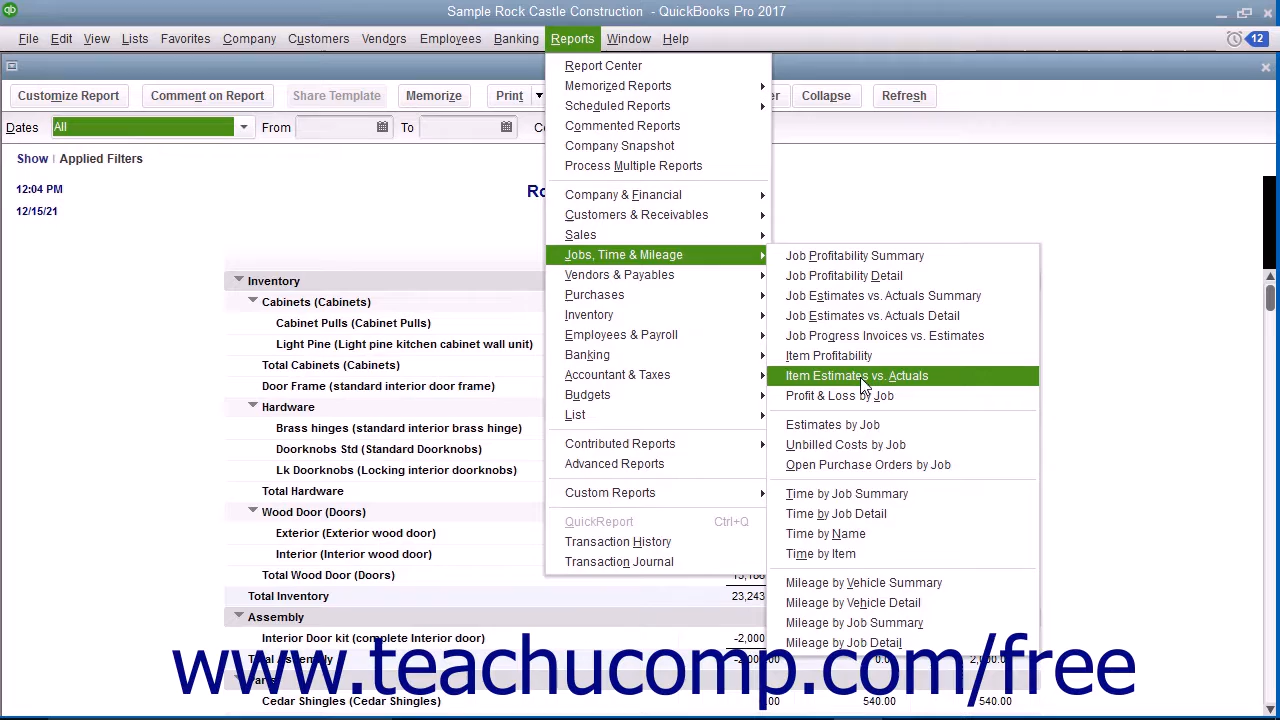 qb
Sample Rock Castle Construction - QuickBooks Pro 2017
File Edit View Lists Favorites Company Customers Vendors Employees Banking Reports Window Help
12
Customize Report Comment on Report Share Template Memorize Print Collapse Refresh
Dates All From To
Show | Applied Filters
12:04 PM
12/15/21
Inventory
Cabinets (Cabinets)
Cabinet Pulls (Cabinet Pulls)
Light Pine (Light pine kitchen cabinet wall unit)
Total Cabinets (Cabinets)
Door Frame (standard interior door frame)
Hardware
Brass hinges (standard interior brass hinge)
Doorknobs Std (Standard Doorknobs)
Lk Doorknobs (Locking interior doorknobs)
Total Hardware
Wood Door (Doors)
Exterior (Exterior wood door)
Interior (Interior wood door)
Total Wood Door (Doors)
Total Inventory 23,243
Assembly
Interior Door kit (complete Interior door) -2,000
Total Assembly
Cedar Shingles (Cedar Shingles) 540.00 540.00
Report Center
Memorized Reports
Scheduled Reports
Commented Reports
Company Snapshot
Process Multiple Reports
Company & Financial
Customers & Receivables
Sales
Jobs, Time & Mileage
Vendors & Payables
Purchases
Inventory
Employees & Payroll
Banking
Accountant & Taxes
Budgets
List
Contributed Reports
Advanced Reports
Custom Reports
QuickReport Ctrl+Q
Transaction History
Transaction Journal
Job Profitability Summary
Job Profitability Detail
Job Estimates vs. Actuals Summary
Job Estimates vs. Actuals Detail
Job Progress Invoices vs. Estimates
Item Profitability
Item Estimates vs. Actuals
Profit & Loss by Job
Estimates by Job
Unbilled Costs by Job
Open Purchase Orders by Job
Time by Job Summary
Time by Job Detail
Time by Name
Time by Item
Mileage by Vehicle Summary
Mileage by Vehicle Detail
Mileage by Job Summary
Mileage by Job Detail
www.teachucomp.com/free